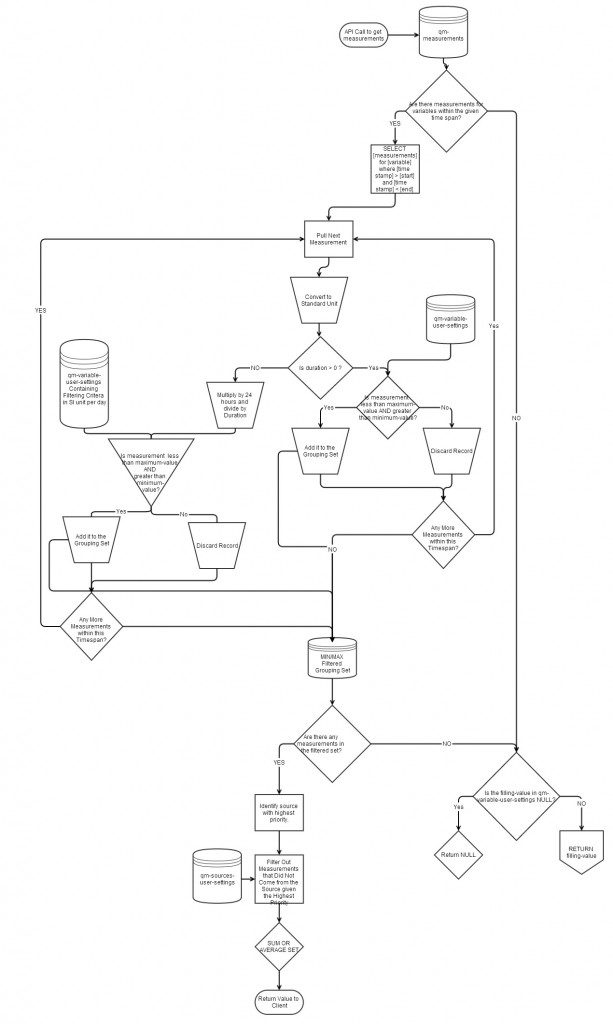 API Call to get
measurements
qm-
measurements
Are there measurements for
variables within the given
time span?
YES
SELECT
[measurements]
for [variable]
where [time
stamp] > [start]
and [time
stamp] < [end]
Pull Next
Measurement
YES
Convert to
Standard Unit
qm-variable-
user-settings
Yes
qm-variable-
user-settings
Containing
Filtering Critera
in SI unit per day
Is duration > 0 ?
NO
Yes
Multiply by 24
hours and
divide by
Duration
Is measurement
less than maximum-
value AND greater
than minimum-value?
Yes
No
NO
Is measurement less
than maximum-value
AND
greater than
minimum-
value?
Add it to the
Grouping Set
Discard Record
Yes
No
Add it to the
Grouping Set
Discard Record
Any More
Measurements
within this
Timespan?
NO
Any More
Measurements
within this
Timespan?
MIN/MAX
Filtered
Grouping Set
Are there any
measurements in
the filtered set?
NO
YES
Is the filling-value in qm-
variable-user-settings NULL?
Yes
NO
Identify source
with highest
priority.
Return NULL
RETURN
filling-value
qm-sources-
user-settings
Filter Out
Measurements
that Did Not
Come from the
Source given
the Highest
Priority
SUM OR
AVERAGE SET
Return Value to
Client